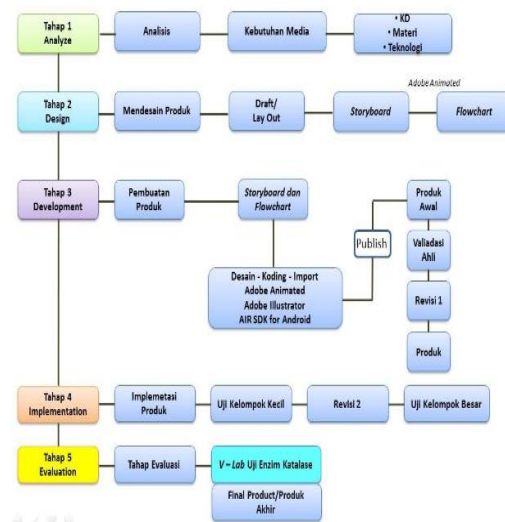 Tahap 1
Analyze
Analisis
Kebutuhan Media
• KD
• Materi
• Teknologi
Tahap 2
Design
Mendesain Produk
Draft/
Lay Out
Storyboard
Adobe Animated
Flowchart
Tahap 3
Development
Pembuatan
Produk
Storyboard dan
Flowchart
Desain - Koding - Import
Adobe Animated
Adobe Illustrator
AIR SDK for Android
Publish
Produk
Awal
Valiadasi
Ahli
Revisi 1
Produk
Tahap 4
Implementation
Implemetasi
Produk
Uji Kelompok Kecil
Revisi 2
Uji Kelompok Besar
Tahap 5
Evaluation
Tahap Evaluasi
V – Lab Uji Enzim Katalase
Final Product/Produk
Akhir